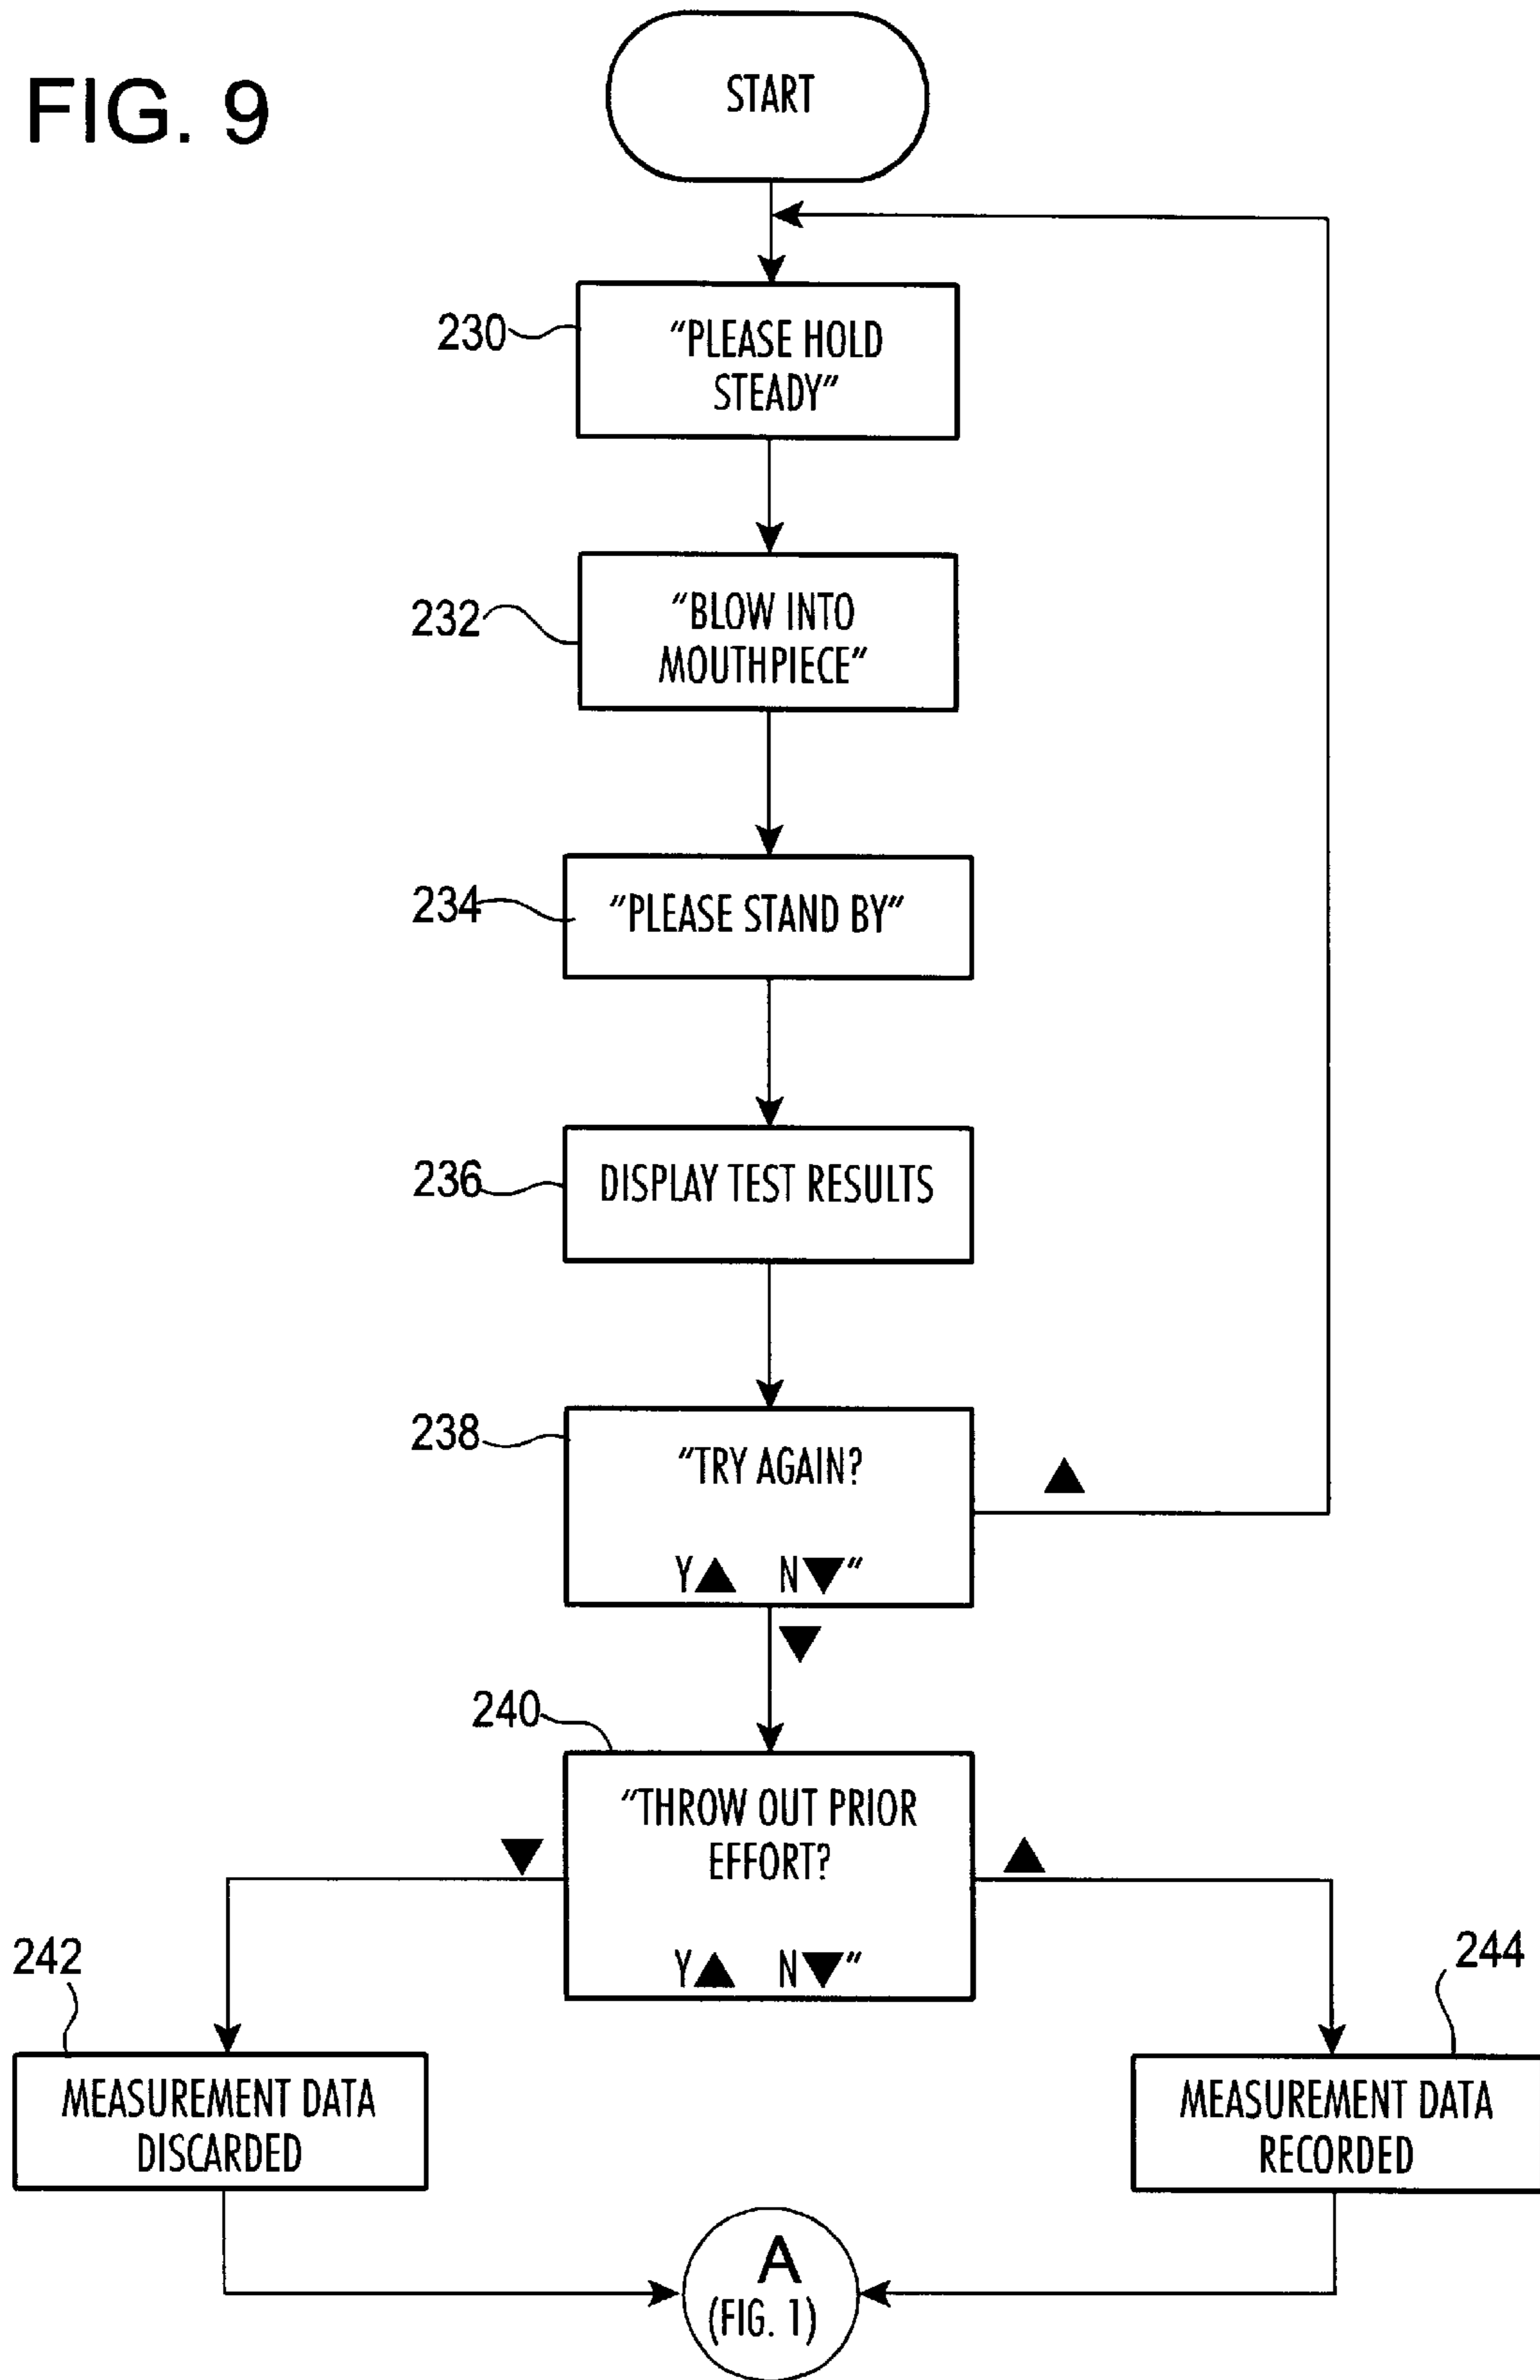 FIG. 9
START
230
"PLEASE HOLD
STEADY"
232
"BLOW INTO
MOUTHPIECE"
234
"PLEASE STAND BY"
236
DISPLAY TEST RESULTS
238
"TRY AGAIN?
▲
Y▲ N▼"
▼
240
"THROW OUT PRIOR
EFFORT?
▼
▲
Y▲ N▼"
242
244
MEASUREMENT DATA
DISCARDED
MEASUREMENT DATA
RECORDED
A
(FIG. 1)